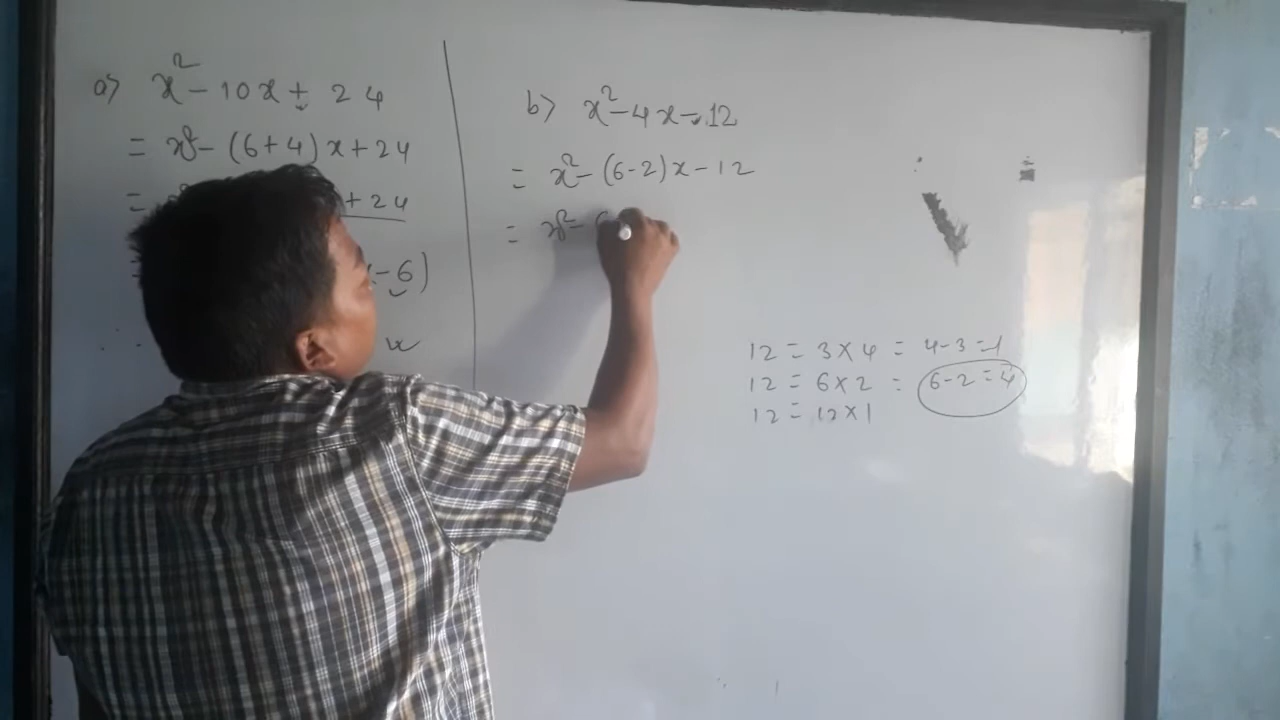 a) x² - 10x + 24
= x² - (6+4)x + 24
= + 24
- 6)
x
b) x² - 4x - 12
= x² - (6-2)x - 12
= x² - 6
12 = 3 × 4 = 4-3=1
12 = 6 × 2 = 6-2=4
12 = 12 × 1